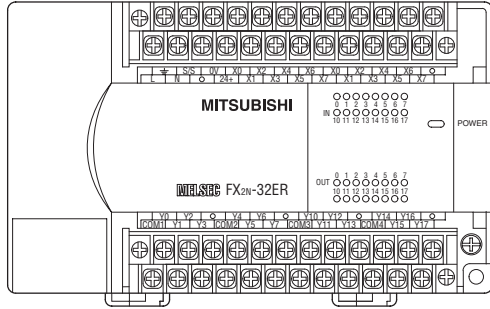 ⏚ S/S 0V X0 X2 X4 X6 X0 X2 X4 X6
L N 24+ X1 X3 X5 X7 X1 X3 X5 X7
MITSUBISHI
0 1 2 3 4 5 6 7
IN
10 11 12 13 14 15 16 17
POWER
MELSEC FX2N-32ER
0 1 2 3 4 5 6 7
OUT
10 11 12 13 14 15 16 17
Y0 Y2 Y4 Y6 Y10 Y12 Y14 Y16
COM1 Y1 Y3 COM2 Y5 Y7 COM3 Y11 Y13 COM4 Y15 Y17